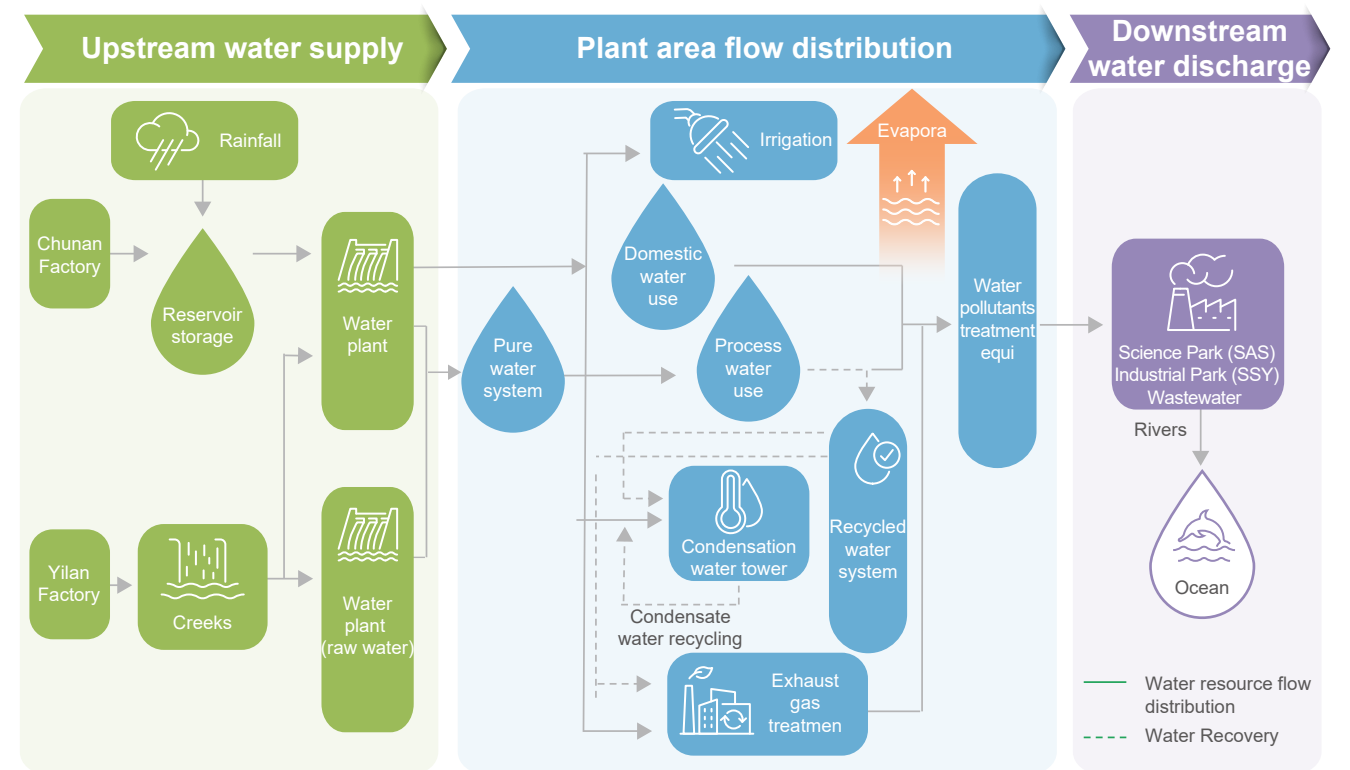 Upstream water supply
Plant area flow distribution
Downstream
water discharge
Rainfall
Chunan
Factory
Reservoir
storage
Water
plant
Yilan
Factory
Creeks
Water
plant
(raw water)
Irrigation
Evapora
Domestic
water
use
Pure
water
system
Process
water
use
Water
pollutants
treatment
equi
Recycled
water
system
Condensation
water tower
Condensate
water recycling
Exhaust
gas
treatmen
Science Park (SAS)
Industrial Park (SSY)
Wastewater
Rivers
Ocean
Water resource flow
distribution
Water Recovery